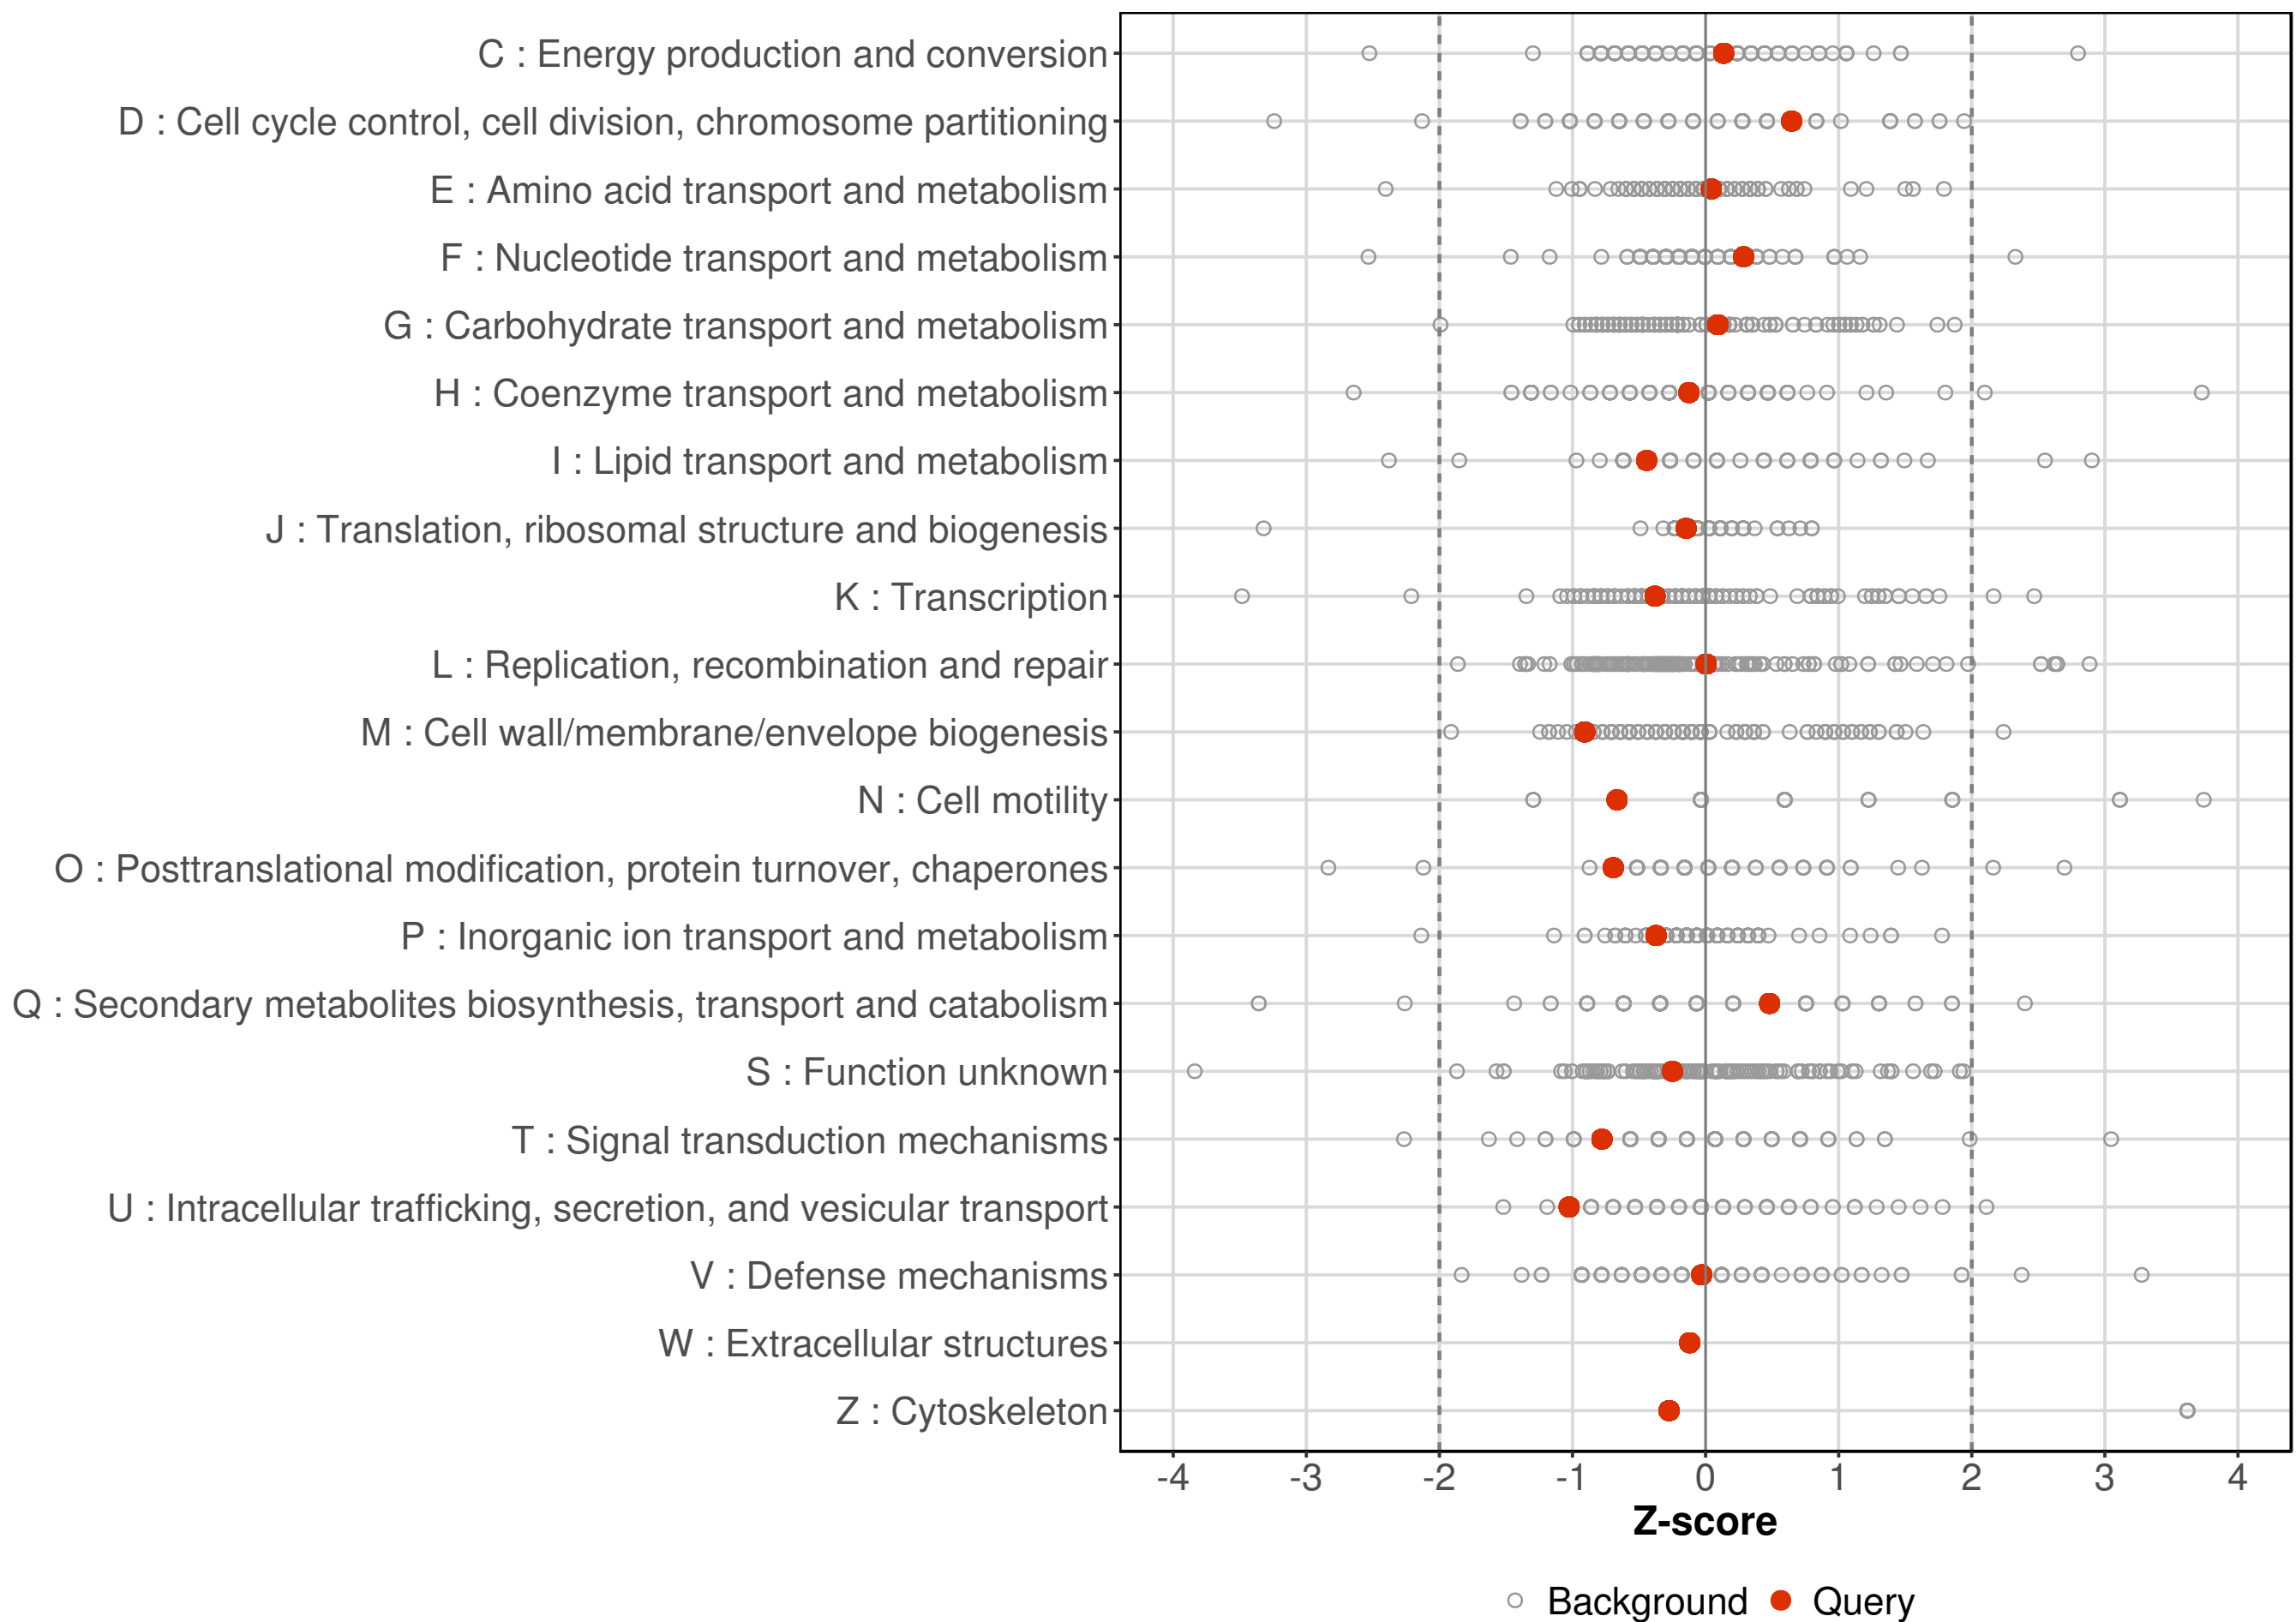 C : Energy production and conversion
D : Cell cycle control, cell division, chromosome partitioning
E : Amino acid transport and metabolism
F : Nucleotide transport and metabolism
G : Carbohydrate transport and metabolism
H : Coenzyme transport and metabolism
I : Lipid transport and metabolism
J : Translation, ribosomal structure and biogenesis
K : Transcription
L : Replication, recombination and repair
M : Cell wall/membrane/envelope biogenesis
N : Cell motility
O : Posttranslational modification, protein turnover, chaperones
P : Inorganic ion transport and metabolism
Q : Secondary metabolites biosynthesis, transport and catabolism
S : Function unknown
T : Signal transduction mechanisms
U : Intracellular trafficking, secretion, and vesicular transport
V : Defense mechanisms
W : Extracellular structures
Z : Cytoskeleton
-4 -3 -2 -1 0 1 2 3 4
Z-score
Background Query